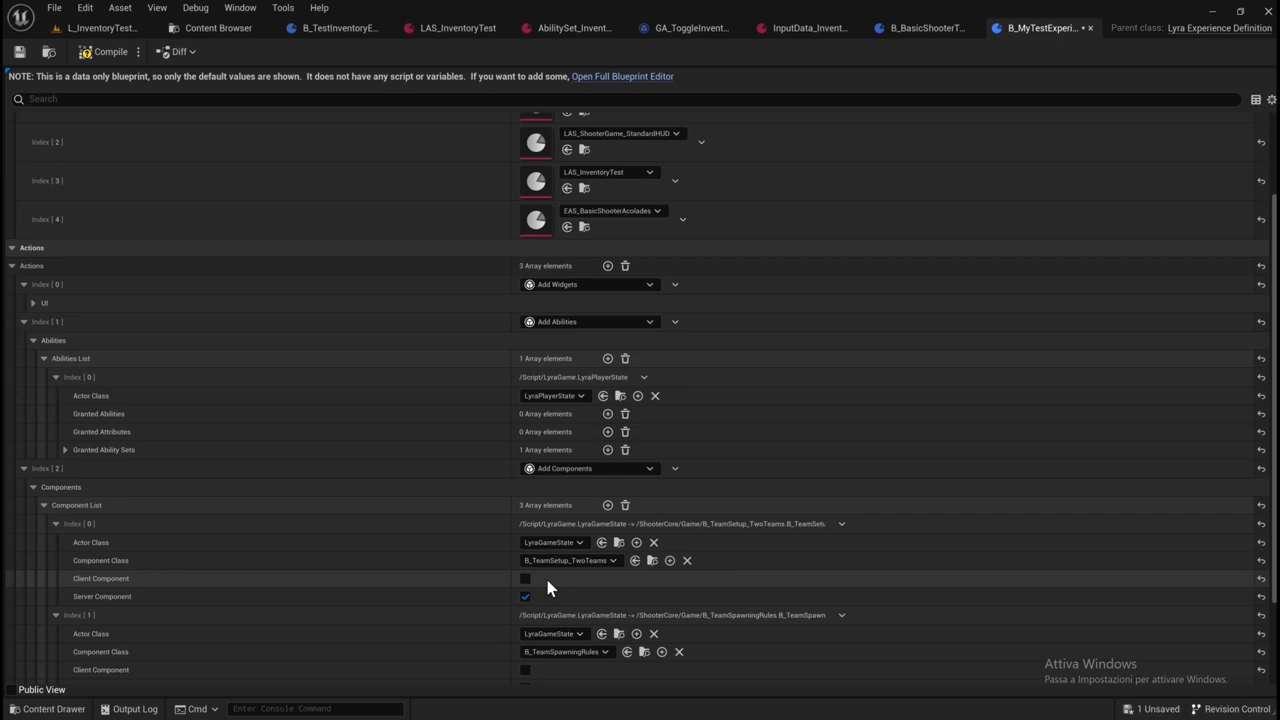 File Edit Asset View Debug Window Tools Help
L_InventoryTest... Content Browser B_TestInventoryE... LAS_InventoryTest AbilitySet_Invent... GA_ToggleInvent... InputData_Invent... B_BasicShooterT... B_MyTestExperi... • × Parent class: Lyra Experience Definition
Compile Diff
NOTE: This is a data only blueprint, so only the default values are shown. It does not have any script or variables. If you want to add some, Open Full Blueprint Editor
Search
Index [ 2 ] LAS_ShooterGame_StandardHUD
Index [ 3 ] LAS_InventoryTest
Index [ 4 ] EAS_BasicShooterAcolades
Actions
Actions 3 Array elements
Index [ 0 ] Add Widgets
UI
Index [ 1 ] Add Abilities
Abilities
Abilities List 1 Array elements
Index [ 0 ] /Script/LyraGame.LyraPlayerState
Actor Class LyraPlayerState
Granted Abilities 0 Array elements
Granted Attributes 0 Array elements
Granted Ability Sets 1 Array elements
Index [ 2 ] Add Components
Components
Component List 3 Array elements
Index [ 0 ] /Script/LyraGame.LyraGameState -> /ShooterCore/Game/B_TeamSetup_TwoTeams.B_TeamSetu
Actor Class LyraGameState
Component Class B_TeamSetup_TwoTeams
Client Component
Server Component
Index [ 1 ] /Script/LyraGame.LyraGameState -> /ShooterCore/Game/B_TeamSpawningRules.B_TeamSpawn
Actor Class LyraGameState
Component Class B_TeamSpawningRules
Client Component
Attiva Windows
Passa a Impostazioni per attivare Windows.
Public View
Content Drawer Output Log Cmd Enter Console Command 1 Unsaved Revision Control